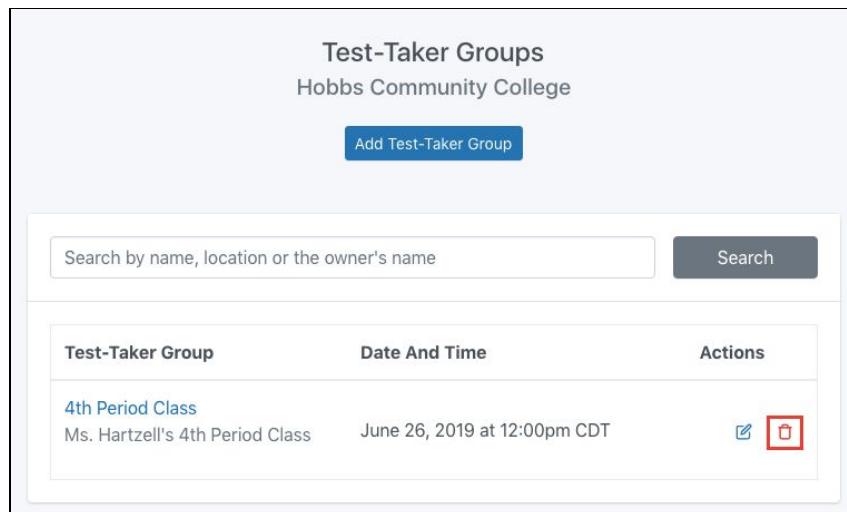 Test-Taker Groups
Hobbs Community College
Add Test-Taker Group
Search by name, location or the owner's name
Search
Test-Taker Group
Date And Time
Actions
4th Period Class
Ms. Hartzell's 4th Period Class
June 26, 2019 at 12:00pm CDT